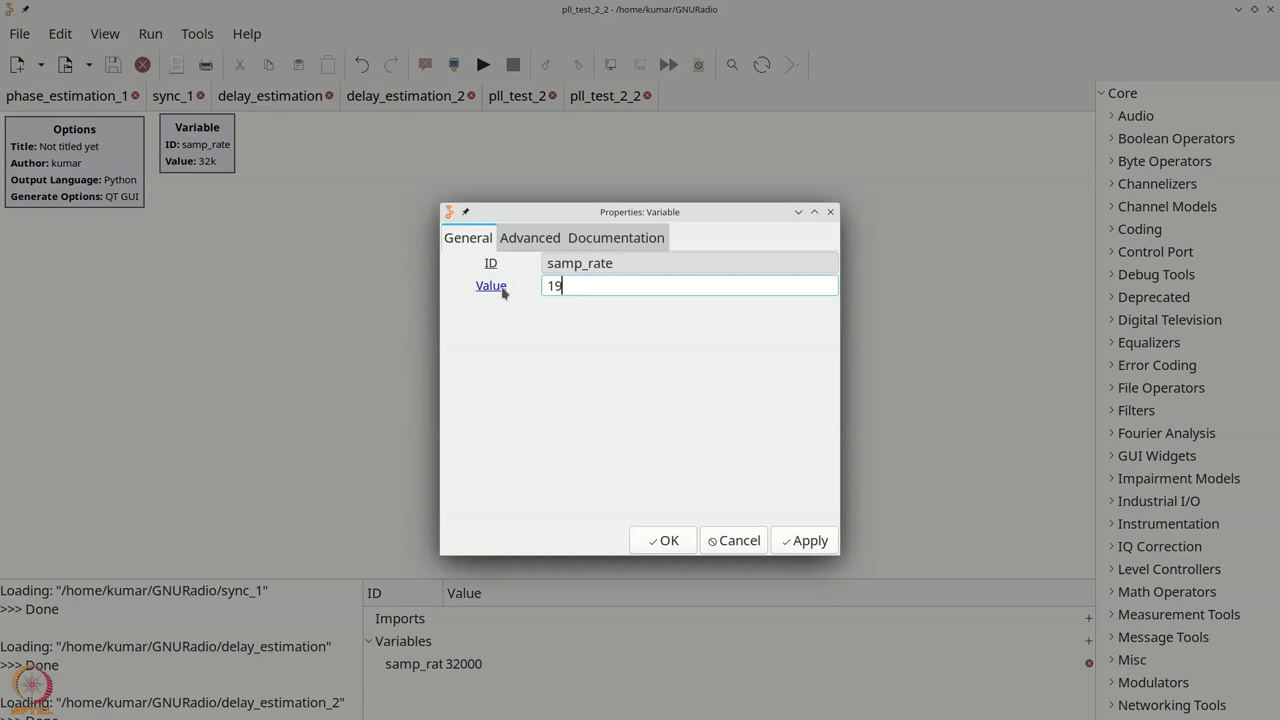 pll_test_2_2 - /home/kumar/GNURadio
File Edit View Run Tools Help
phase_estimation_1 sync_1 delay_estimation delay_estimation_2 pll_test_2 pll_test_2_2
Options
Title: Not titled yet
Author: kumar
Output Language: Python
Generate Options: QT GUI
Variable
ID: samp_rate
Value: 32k
Properties: Variable
General Advanced Documentation
ID samp_rate
Value 19
OK Cancel Apply
Core
Audio
Boolean Operators
Byte Operators
Channelizers
Channel Models
Coding
Control Port
Debug Tools
Deprecated
Digital Television
Equalizers
Error Coding
File Operators
Filters
Fourier Analysis
GUI Widgets
Impairment Models
Industrial I/O
Instrumentation
IQ Correction
Level Controllers
Math Operators
Measurement Tools
Message Tools
Misc
Modulators
Networking Tools
Loading: "/home/kumar/GNURadio/sync_1"
>>> Done
Loading: "/home/kumar/GNURadio/delay_estimation"
>>> Done
Loading: "/home/kumar/GNURadio/delay_estimation_2"
>>> Done
NPTEL
ID Value
Imports
Variables
samp_rat 32000